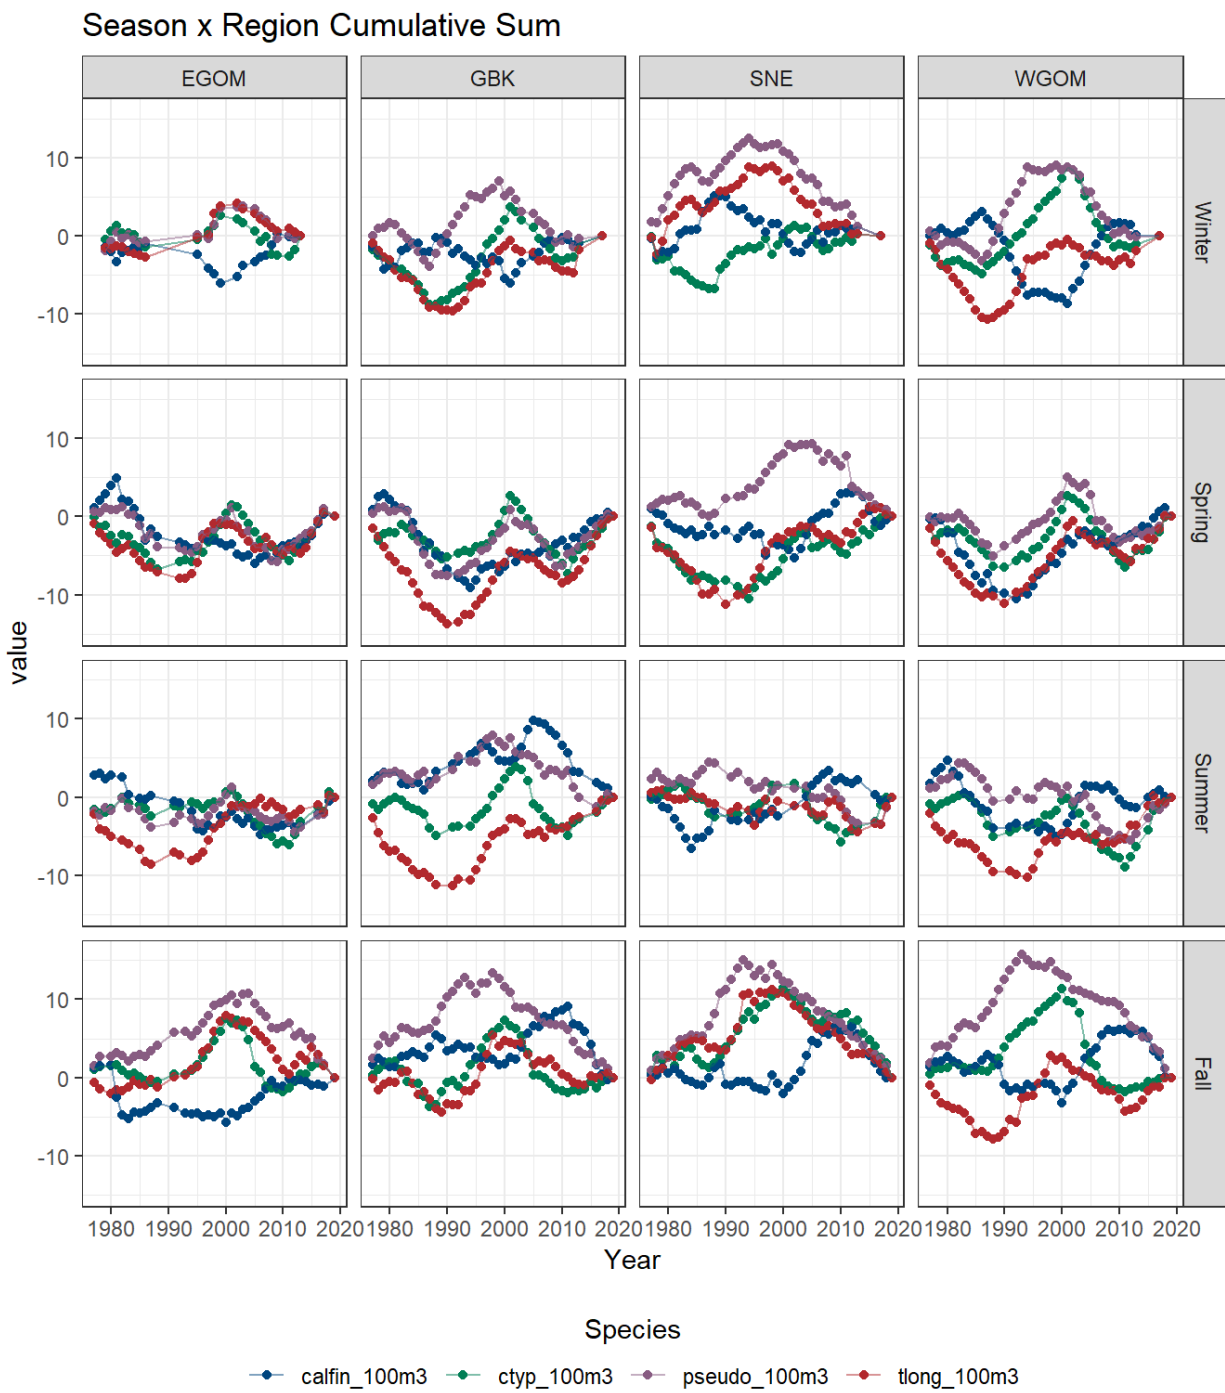 Season x Region Cumulative Sum
EGOM GBK SNE WGOM
10
0
-10
Winter
10
0
-10
Spring
value
10
0
-10
Summer
10
0
-10
Fall
1980 1990 2000 2010 2020 1980 1990 2000 2010 2020 1980 1990 2000 2010 2020 1980 1990 2000 2010 2020
Year
Species
calfin_100m3 ctyp_100m3 pseudo_100m3 tlong_100m3